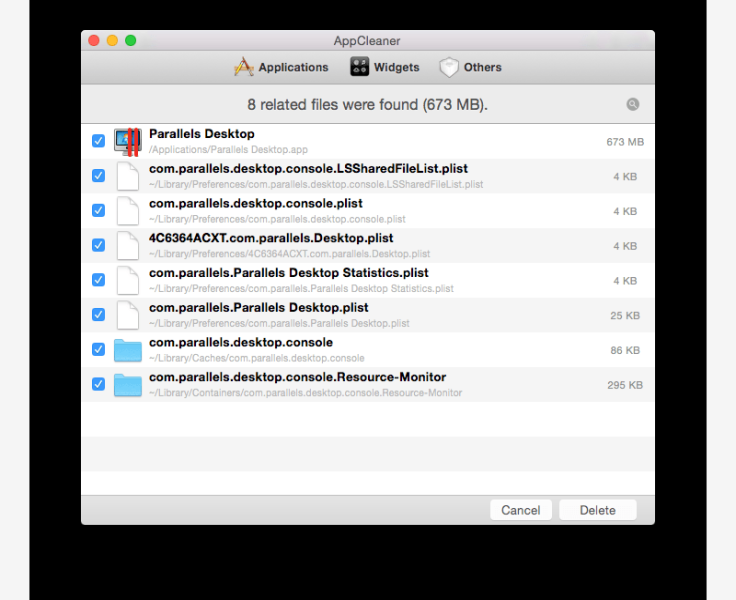 AppCleaner
Applications Widgets Others
8 related files were found (673 MB).
Parallels Desktop
/Applications/Parallels Desktop.app
673 MB
com.parallels.desktop.console.LSSharedFileList.plist
~/Library/Preferences/com.parallels.desktop.console.LSSharedFileList.plist
4 KB
com.parallels.desktop.console.plist
~/Library/Preferences/com.parallels.desktop.console.plist
4 KB
4C6364ACXT.com.parallels.Desktop.plist
~/Library/Preferences/4C6364ACXT.com.parallels.Desktop.plist
4 KB
com.parallels.Parallels Desktop Statistics.plist
~/Library/Preferences/com.parallels.Parallels Desktop Statistics.plist
4 KB
com.parallels.Parallels Desktop.plist
~/Library/Preferences/com.parallels.Parallels Desktop.plist
25 KB
com.parallels.desktop.console
~/Library/Caches/com.parallels.desktop.console
86 KB
com.parallels.desktop.console.Resource-Monitor
~/Library/Containers/com.parallels.desktop.console.Resource-Monitor
295 KB
Cancel Delete